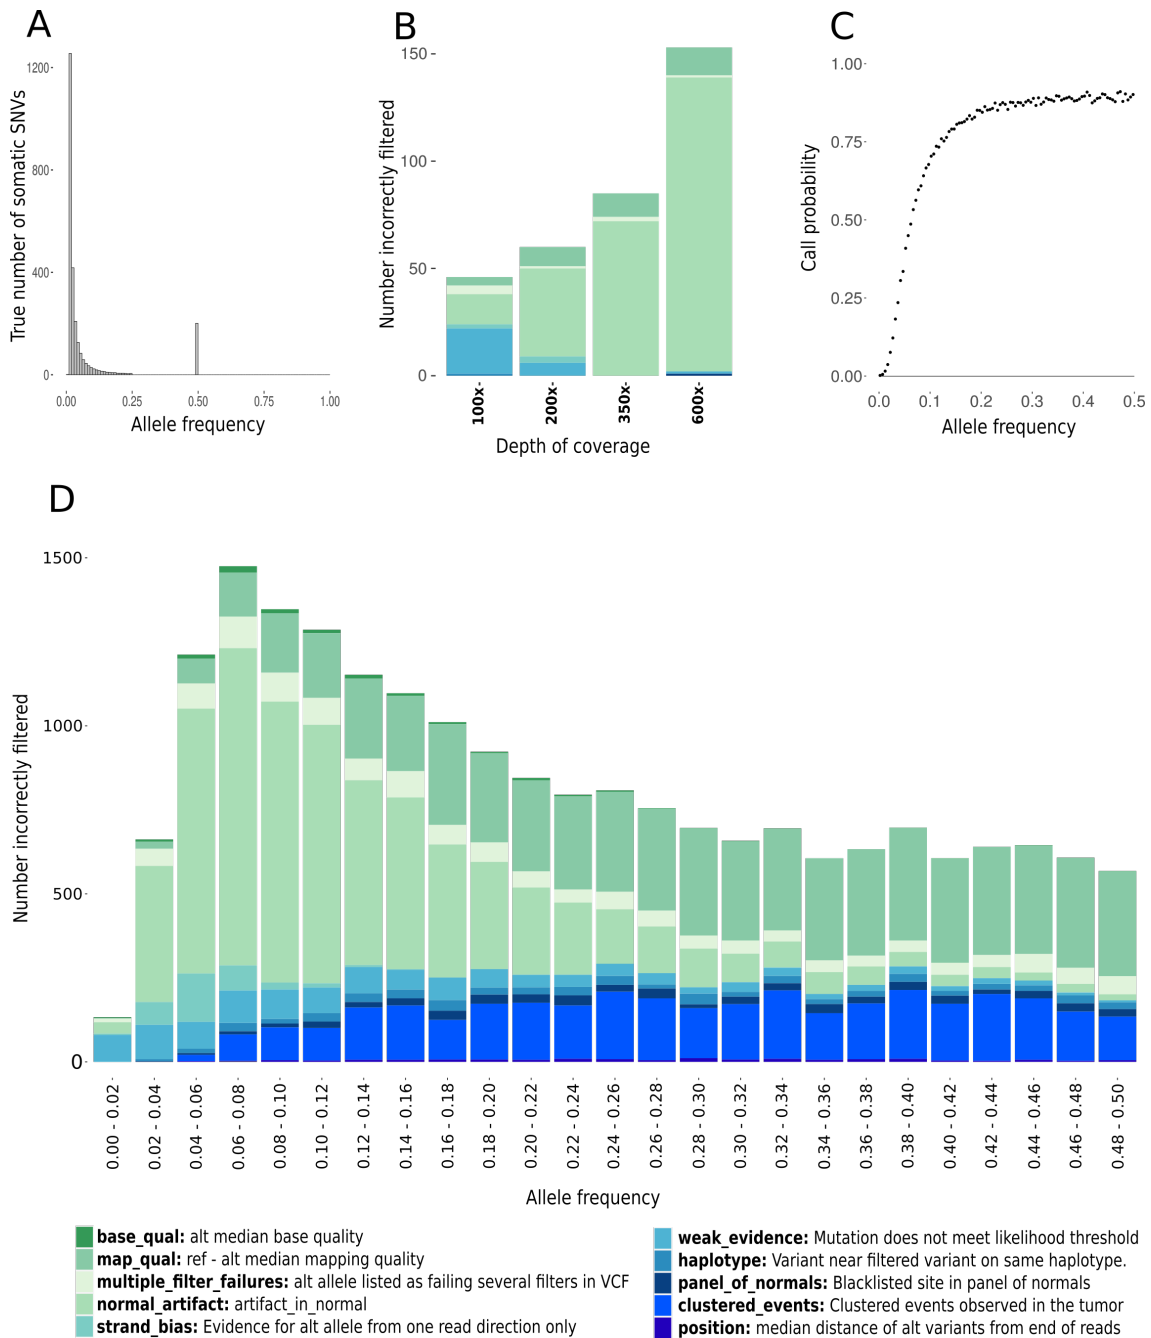 A
True number of somatic SNVs
1200
800
400
0
0.00
0.25
0.50
0.75
1.00
Allele frequency
B
Number incorrectly filtered
150
100
50
0
100x
200x
350x
600x
Depth of coverage
C
Call probability
1.00
0.75
0.50
0.25
0.00
0.0
0.1
0.2
0.3
0.4
0.5
Allele frequency
D
Number incorrectly filtered
1500
1000
500
0
0.00 - 0.02
0.02 - 0.04
0.04 - 0.06
0.06 - 0.08
0.08 - 0.10
0.10 - 0.12
0.12 - 0.14
0.14 - 0.16
0.16 - 0.18
0.18 - 0.20
0.20 - 0.22
0.22 - 0.24
0.24 - 0.26
0.26 - 0.28
0.28 - 0.30
0.30 - 0.32
0.32 - 0.34
0.34 - 0.36
0.36 - 0.38
0.38 - 0.40
0.40 - 0.42
0.42 - 0.44
0.44 - 0.46
0.46 - 0.48
0.48 - 0.50
Allele frequency
base_qual: alt median base quality
map_qual: ref - alt median mapping quality
multiple_filter_failures: alt allele listed as failing several filters in VCF
normal_artifact: artifact_in_normal
strand_bias: Evidence for alt allele from one read direction only
weak_evidence: Mutation does not meet likelihood threshold
haplotype: Variant near filtered variant on same haplotype.
panel_of_normals: Blacklisted site in panel of normals
clustered_events: Clustered events observed in the tumor
position: median distance of alt variants from end of reads